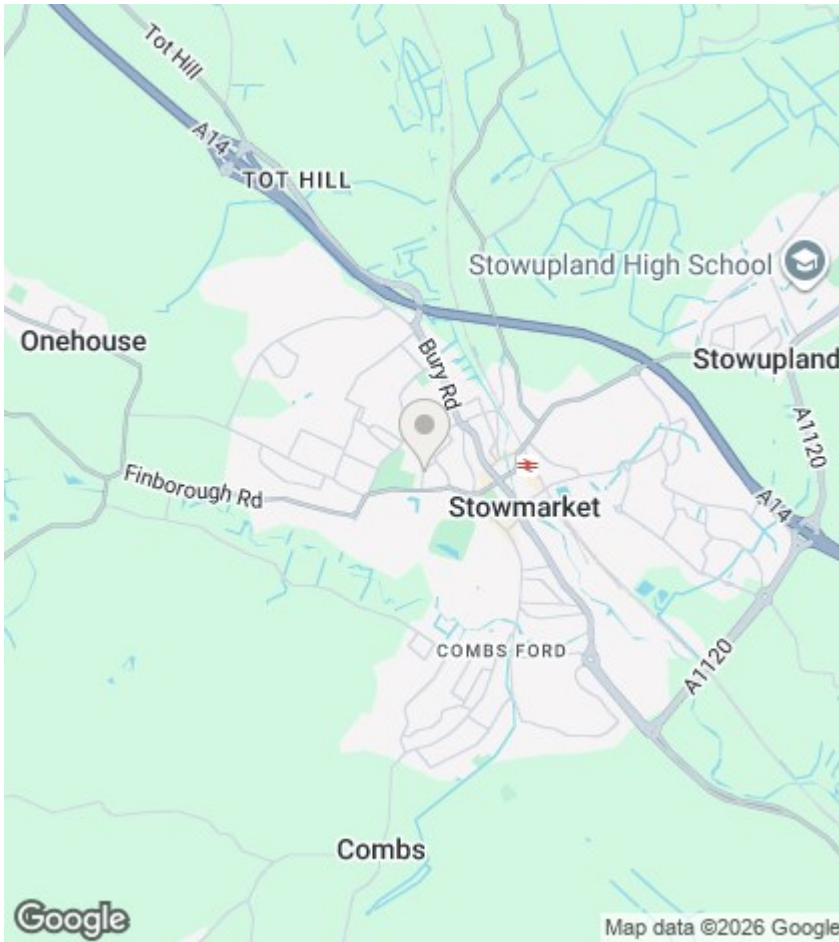 Tot Hill
A14
TOT HILL
Stowupland High School
Onehouse
Bury Rd
Stowupland
A1120
Finborough Rd
Stowmarket
A14
COMBS FORD
A1120
Combs
Google
Map data ©2026 Google